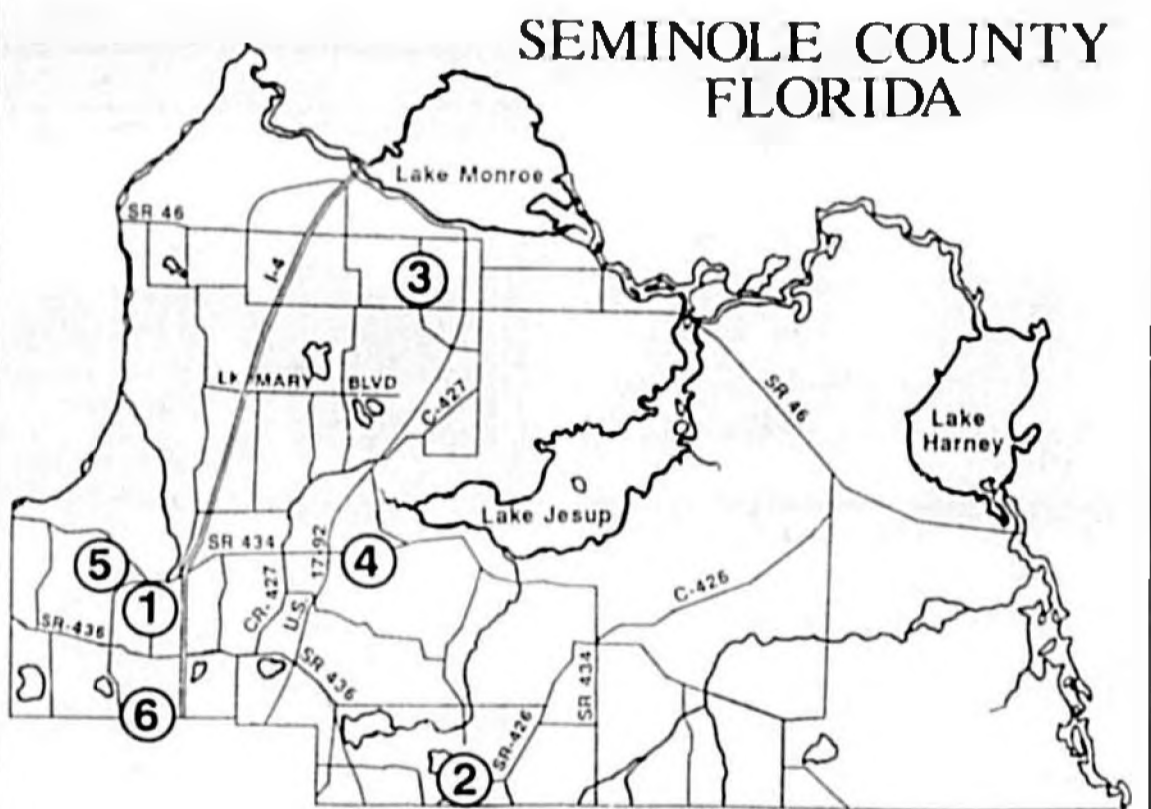 SEMINOLE COUNTY
FLORIDA
Lake Monroe
SR 46
I-4
3
MARY BLVD
C-427
SR 46
Lake
Harney
Lake Jesup
17-92
SR 434
4
5
C-426
CR-427
1
U.S.
SR-436
SR 436
SR 434
6
SR-426
2